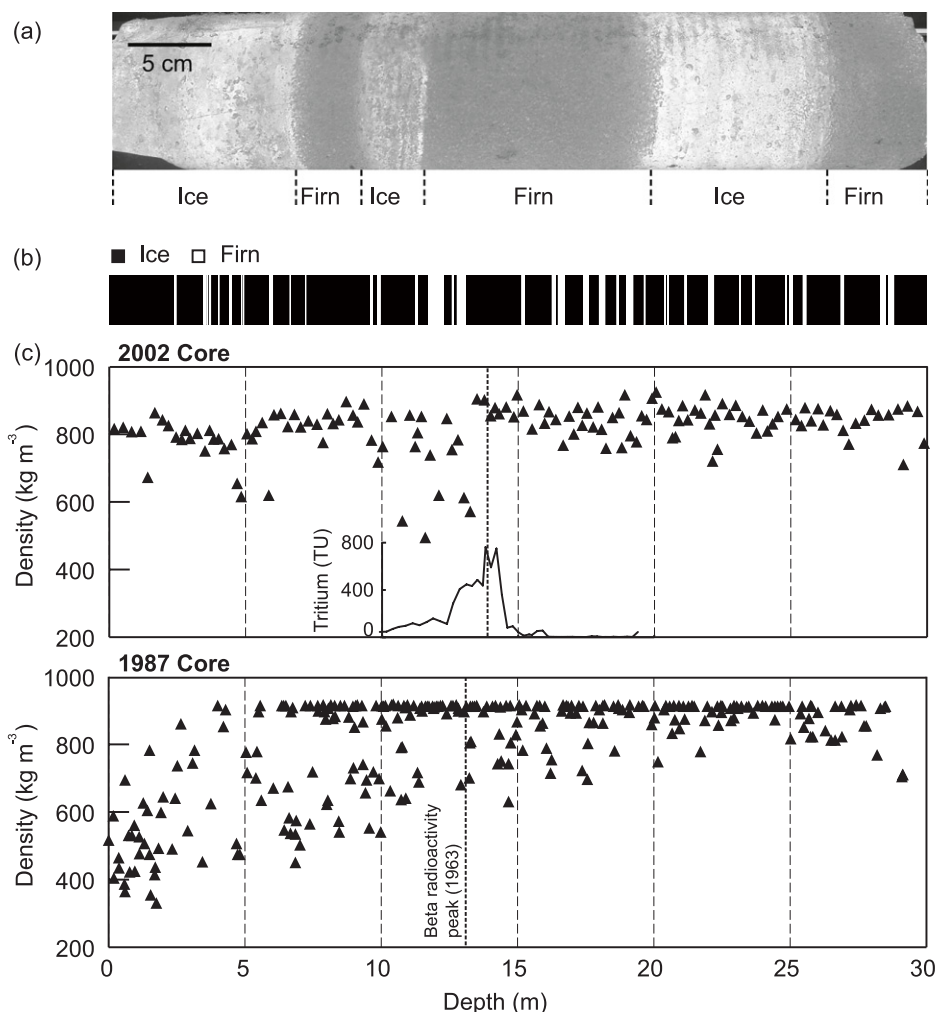 (a)
5 cm
Ice Firn Ice Firn Ice Firn
(b)
■ Ice □ Firn
(c)
2002 Core
1000
800
600
400
200
Density (kg m⁻³)
800
400
0
Tritium (TU)
1987 Core
1000
800
600
400
200
Density (kg m⁻³)
Beta radioactivity
peak (1963)
0 5 10 15 20 25 30
Depth (m)